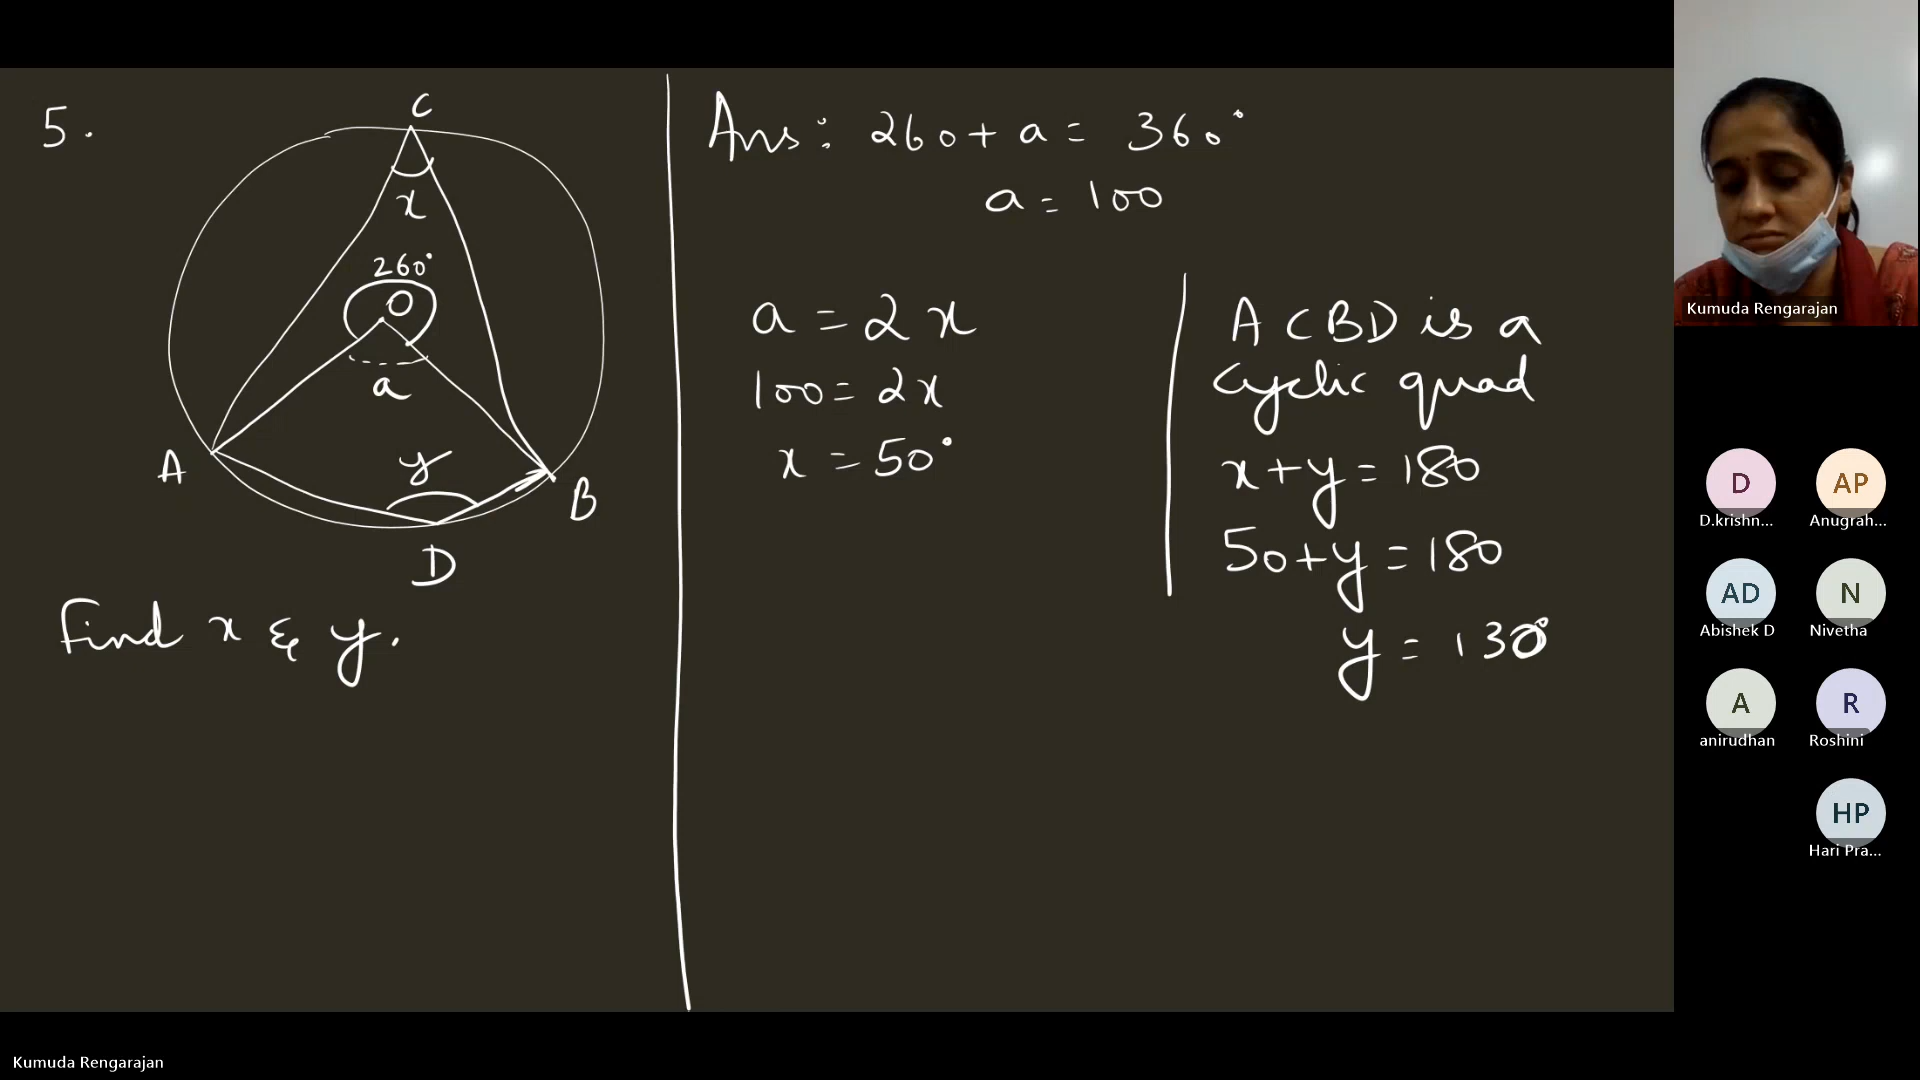 5.
C
x
260°
O
a
A
y
B
D
Find x & y.
Ans: 260 + a = 360°
a = 100
a = 2x
100 = 2x
x = 50°
ACBD is a
cyclic quad
x + y = 180
50 + y = 180
y = 130°
Kumuda Rengarajan
D
AP
D.krishn...
Anugrah...
AD
N
Abishek D
Nivetha
A
R
anirudhan
Roshini
HP
Hari Pra...
Kumuda Rengarajan